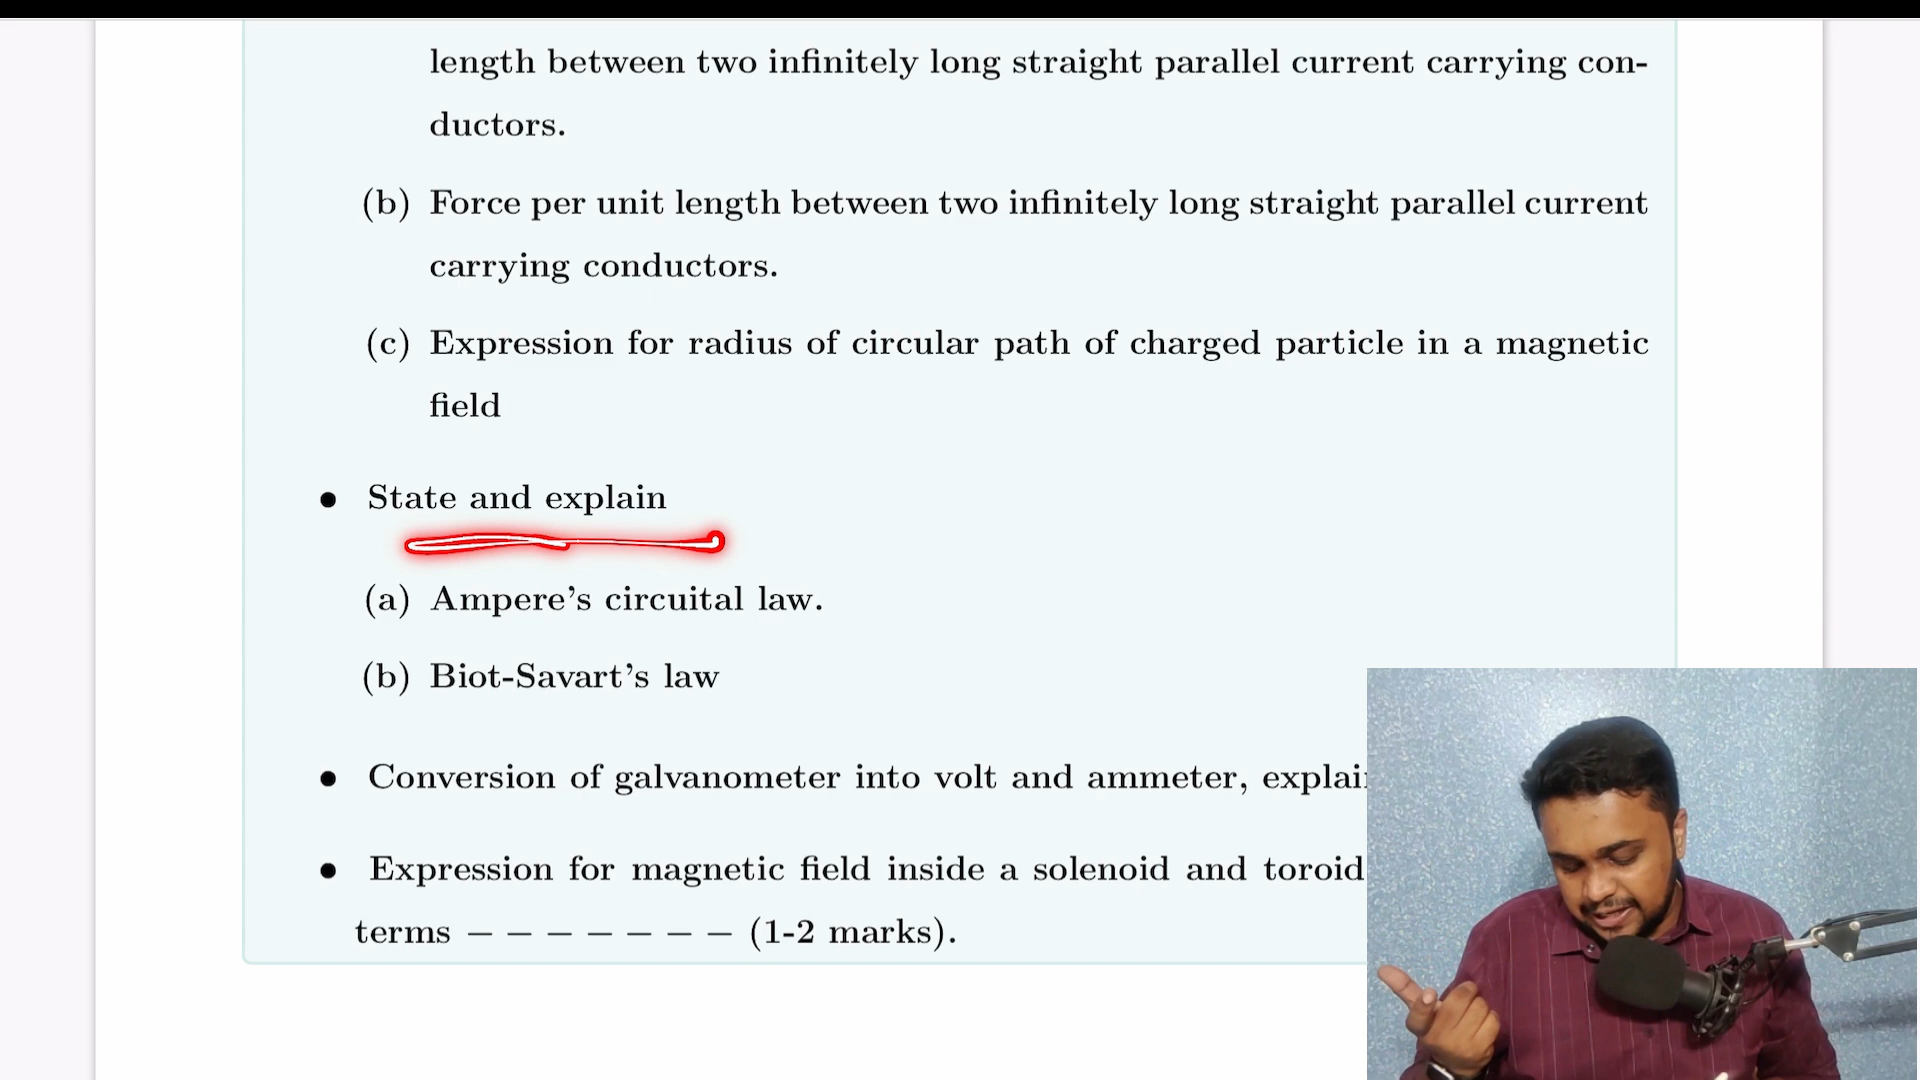 length between two infinitely long straight parallel current carrying con-
ductors.
(b) Force per unit length between two infinitely long straight parallel current
carrying conductors.
(c) Expression for radius of circular path of charged particle in a magnetic
field
• State and explain
(a) Ampere’s circuital law.
(b) Biot-Savart’s law
• Conversion of galvanometer into volt and ammeter,
• Expression for magnetic field inside a solenoid and toroid
terms − − − − − − − (1-2 marks).